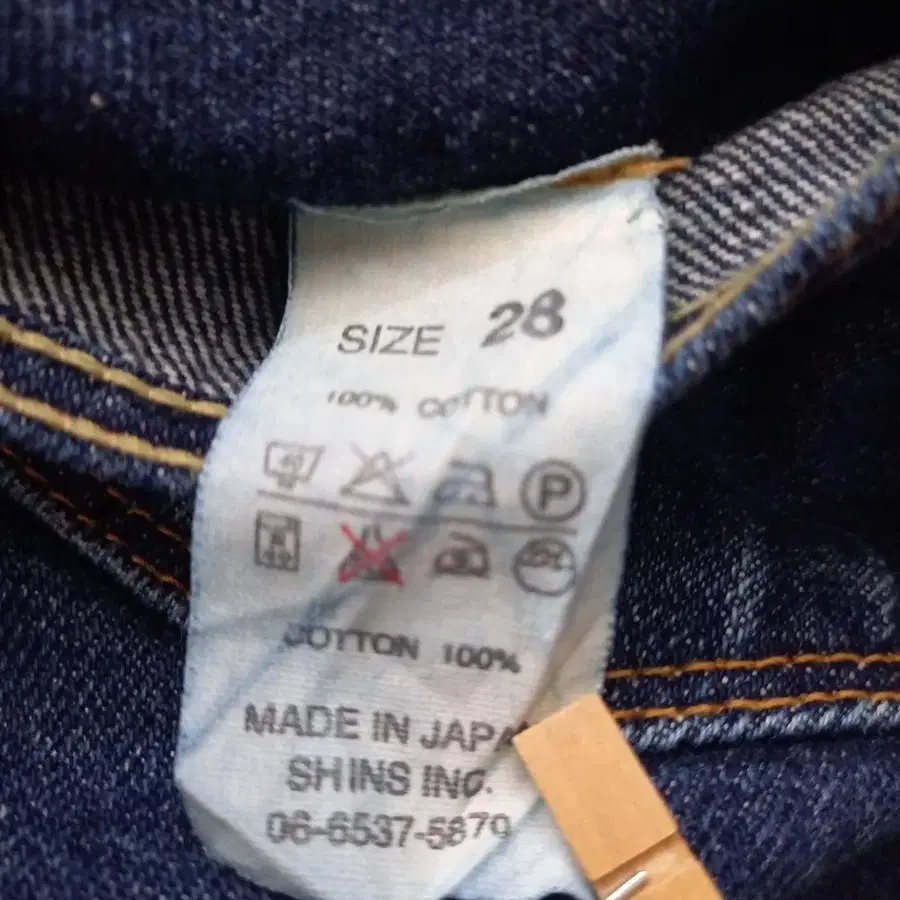 SIZE 28
100% COTTON
P
COTTON 100%
MADE IN JAPA
SHINS INC.
06-6537-5879